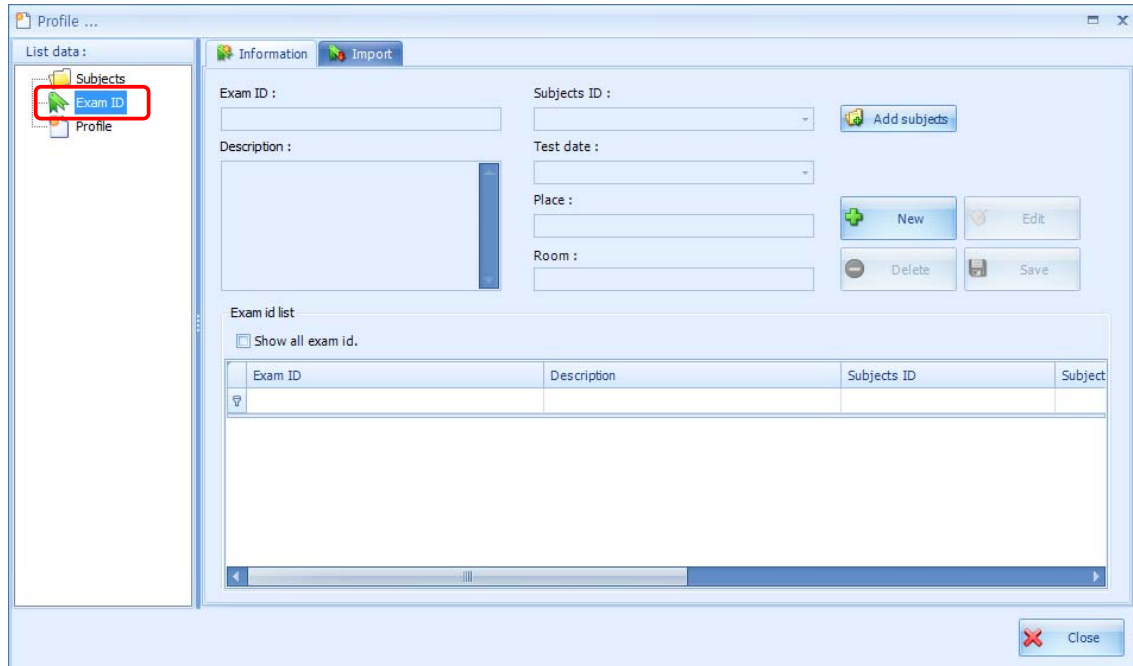 Profile ...
List data :
Subjects
Exam ID
Profile
Information Import
Exam ID : Subjects ID :
Add subjects
Description : Test date :
Place :
New Edit
Room :
Delete Save
Exam id list
Show all exam id.
Exam ID Description Subjects ID Subject
Close